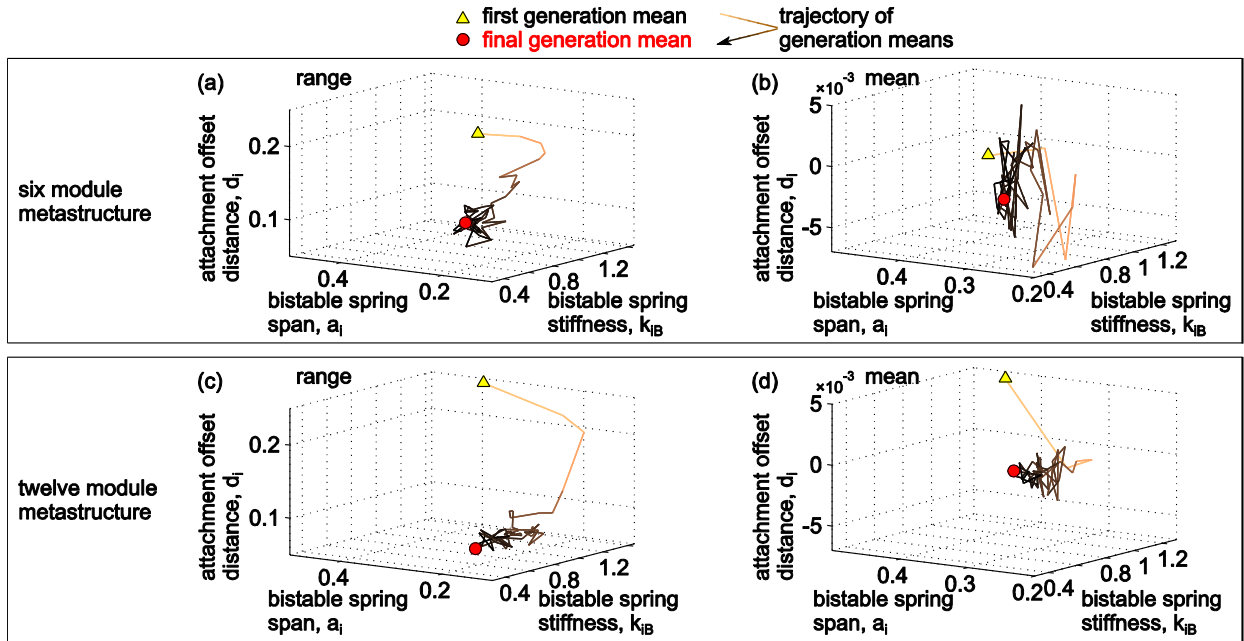 first generation mean
final generation mean
trajectory of
generation means
six module
metastructure
(a)
range
attachment offset
distance, di
0.2
0.1
0.4
0.2
bistable spring
span, ai
0.4
0.8
1.2
bistable spring
stiffness, kiB
(b)
×10-3
mean
attachment offset
distance, di
5
0
-5
0.4
0.3
0.2
bistable spring
span, ai
0.4
0.8
1
1.2
bistable spring
stiffness, kiB
twelve module
metastructure
(c)
range
attachment offset
distance, di
0.2
0.1
0.4
0.2
bistable spring
span, ai
0.4
0.8
1.2
bistable spring
stiffness, kiB
(d)
×10-3
mean
attachment offset
distance, di
5
0
-5
0.4
0.3
0.2
bistable spring
span, ai
0.4
0.8
1
1.2
bistable spring
stiffness, kiB